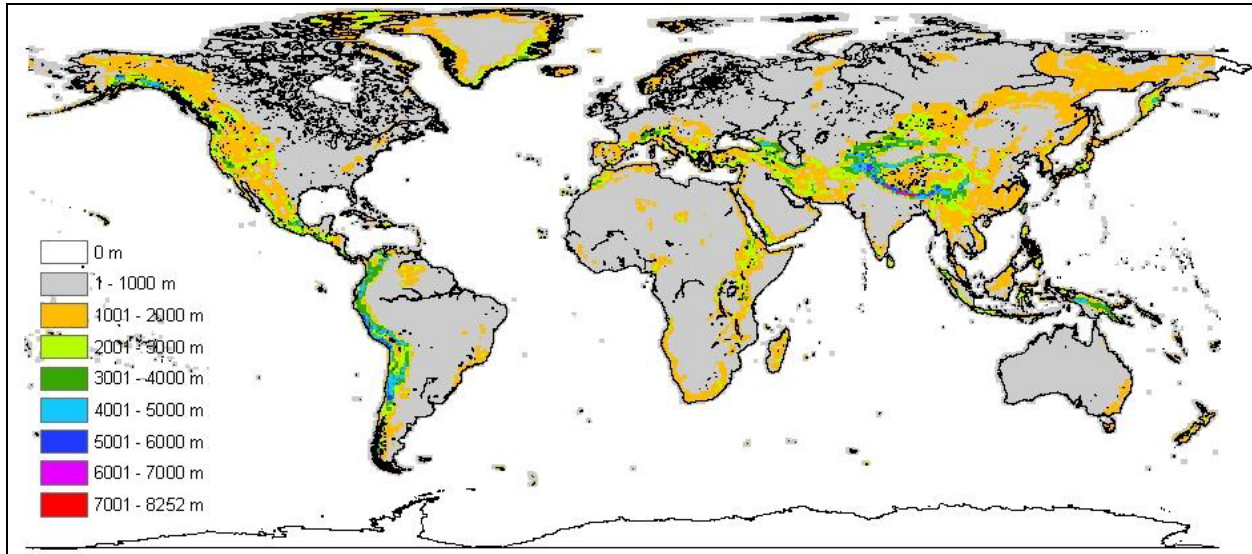 0 m
1 - 1000 m
1001 - 2000 m
2001 - 3000 m
3001 - 4000 m
4001 - 5000 m
5001 - 6000 m
6001 - 7000 m
7001 - 8252 m